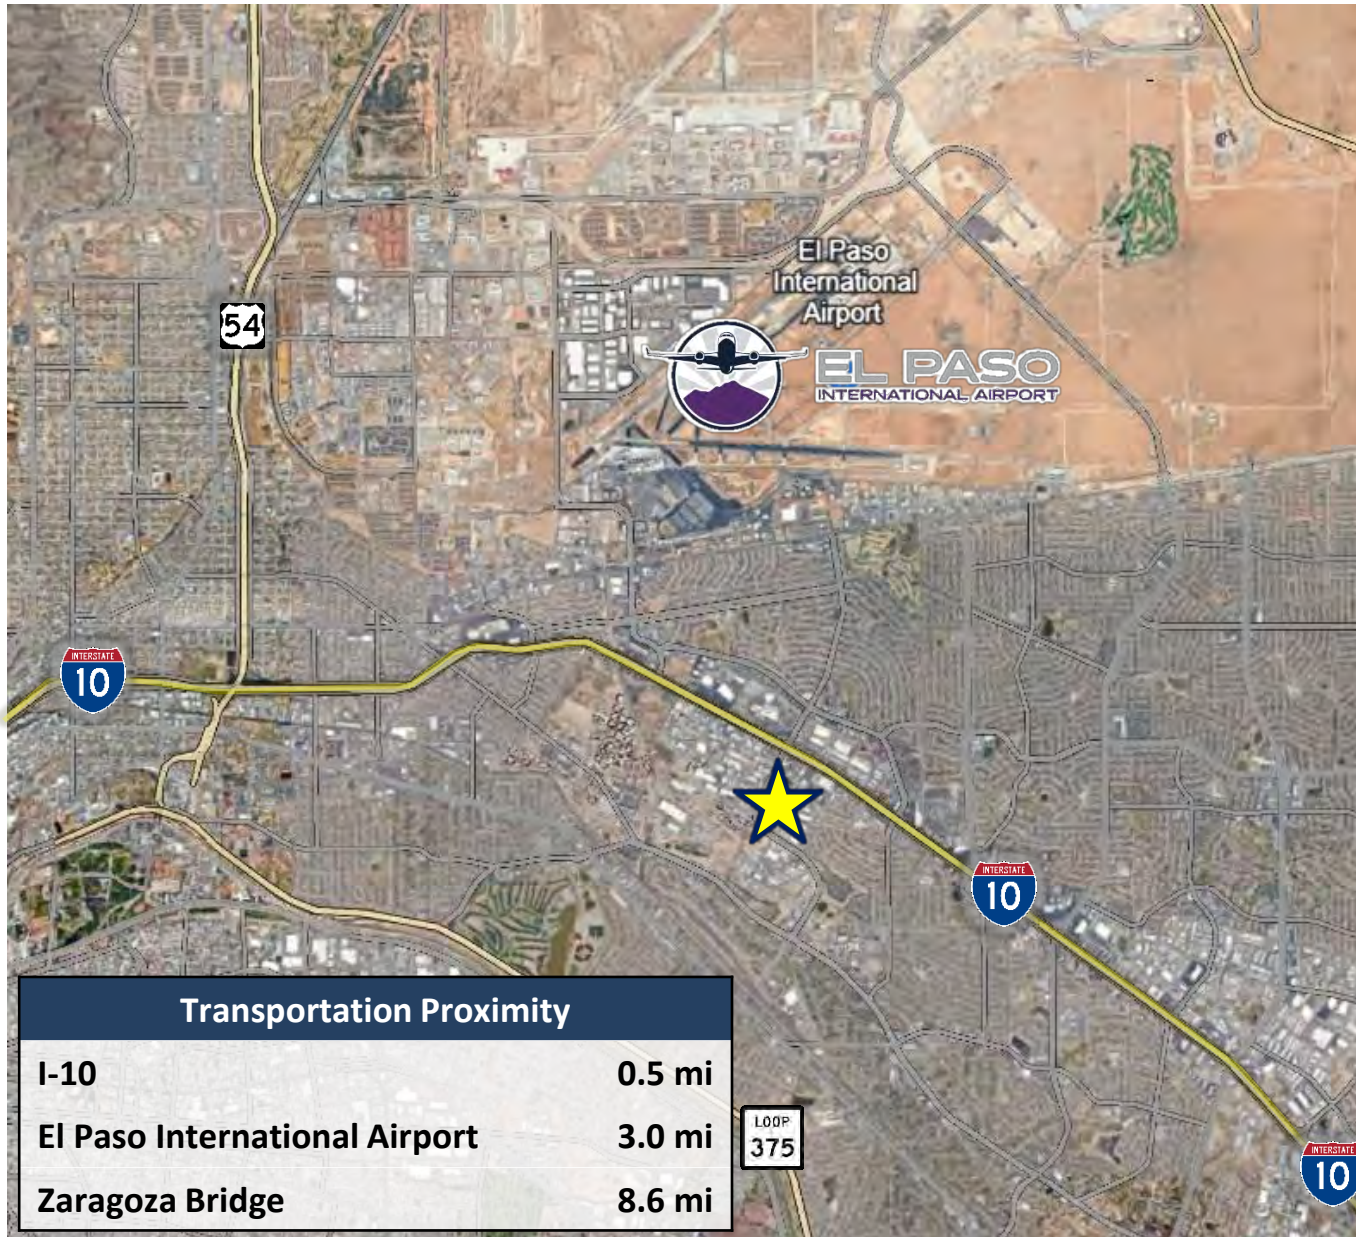 El Paso
International
Airport
EL PASO
INTERNATIONAL AIRPORT
54
INTERSTATE
10
INTERSTATE
10
Transportation Proximity
I-10 0.5 mi
El Paso International Airport 3.0 mi
Zaragoza Bridge 8.6 mi
LOOP
375
INTERSTATE
10